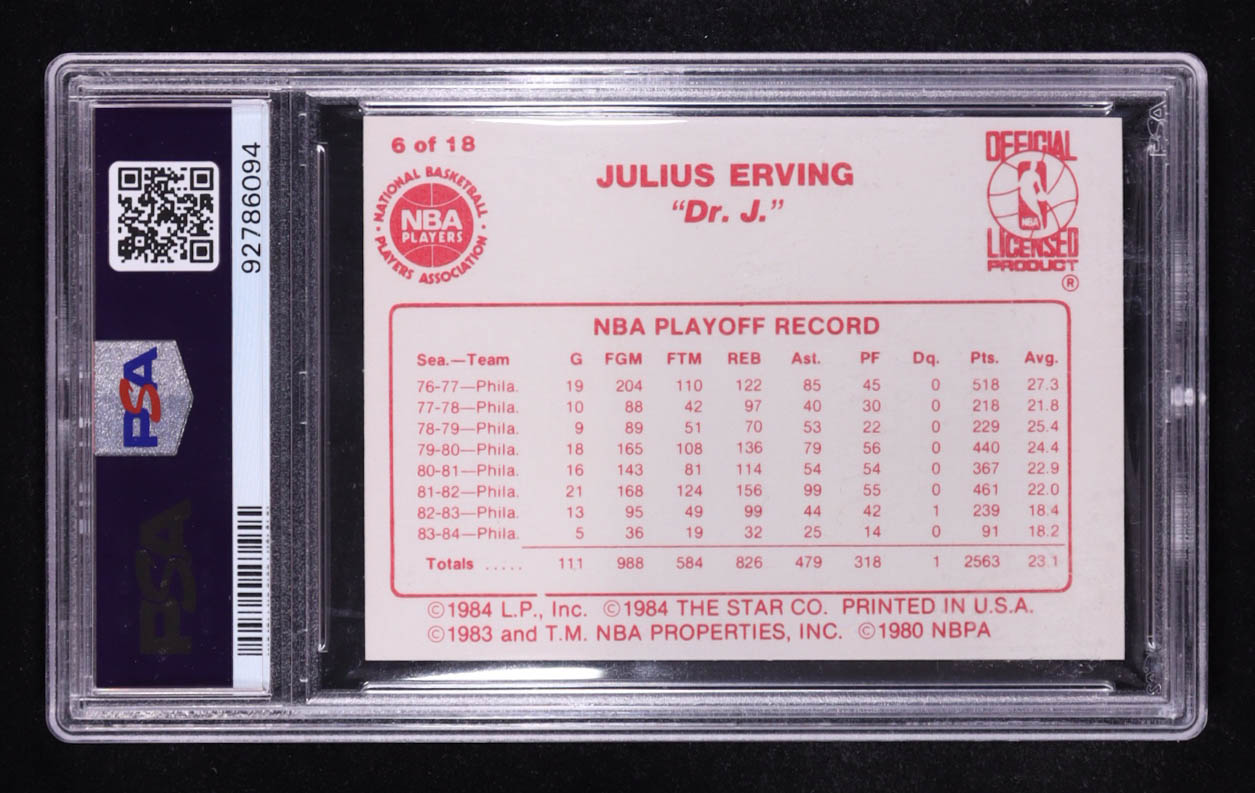 92786094
PSA
PSA
6 of 18
NATIONAL BASKETBALL
NBA
PLAYERS
PLAYERS ASSOCIATION
JULIUS ERVING
"Dr. J."
OFFICIAL
NBA
LICENSED
PRODUCT
®
NBA PLAYOFF RECORD
Sea.—Team G FGM FTM REB Ast. PF Dq. Pts. Avg.
76-77—Phila. 19 204 110 122 85 45 0 518 27.3
77-78—Phila. 10 88 42 97 40 30 0 218 21.8
78-79—Phila. 9 89 51 70 53 22 0 229 25.4
79-80—Phila. 18 165 108 136 79 56 0 440 24.4
80-81—Phila. 16 143 81 114 54 54 0 367 22.9
81-82—Phila. 21 168 124 156 99 55 0 461 22.0
82-83—Phila. 13 95 49 99 44 42 1 239 18.4
83-84—Phila. 5 36 19 32 25 14 0 91 18.2
Totals ..... 111 988 584 826 479 318 1 2563 23.1
©1984 L.P., Inc. ©1984 THE STAR CO. PRINTED IN U.S.A.
©1983 and T.M. NBA PROPERTIES, INC. ©1980 NBPA